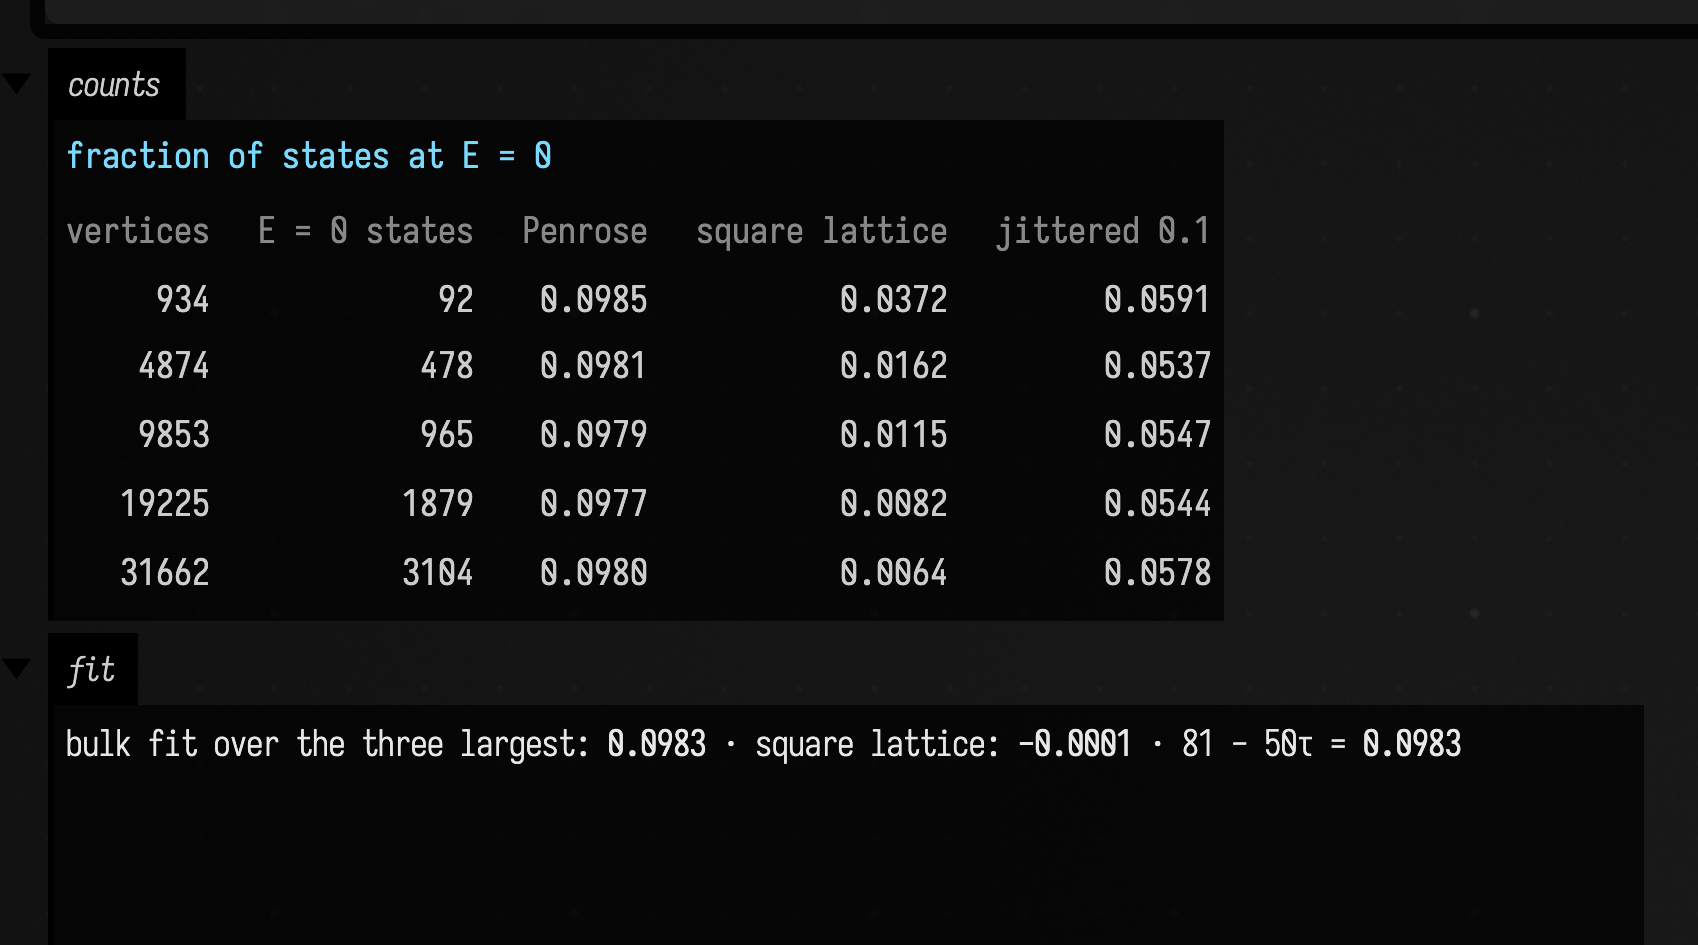 counts
fraction of states at E = 0
vertices E = 0 states Penrose square lattice jittered 0.1
934 92 0.0985 0.0372 0.0591
4874 478 0.0981 0.0162 0.0537
9853 965 0.0979 0.0115 0.0547
19225 1879 0.0977 0.0082 0.0544
31662 3104 0.0980 0.0064 0.0578
fit
bulk fit over the three largest: 0.0983 · square lattice: −0.0001 · 81 − 50τ = 0.0983